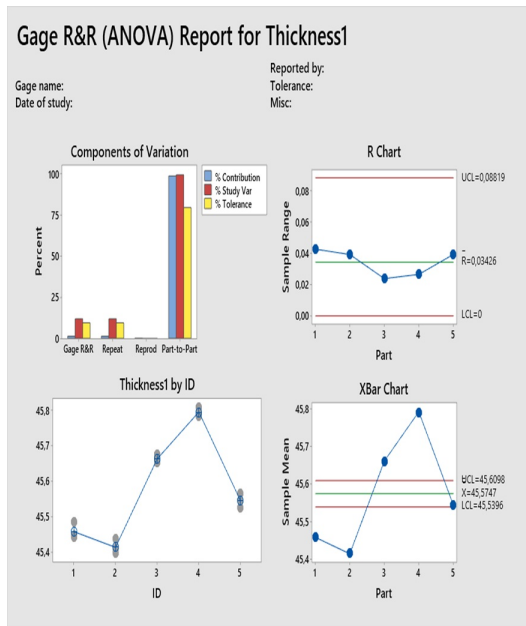 Gage R&R (ANOVA) Report for Thickness1
Reported by:
Gage name:
Tolerance:
Date of study:
Misc:
Components of Variation
Percent
100
75
50
25
0
Gage R&R Repeat Reprod Part-to-Part
% Contribution
% Study Var
% Tolerance
R Chart
Sample Range
0,08
0,06
0,04
0,02
0,00
1 2 3 4 5
Part
UCL=0,08819
R=0,03426
LCL=0
Thickness1 by ID
45,8
45,7
45,6
45,5
45,4
1 2 3 4 5
ID
XBar Chart
Sample Mean
45,8
45,7
45,6
45,5
45,4
1 2 3 4 5
Part
UCL=45,6098
X=45,5747
LCL=45,5396